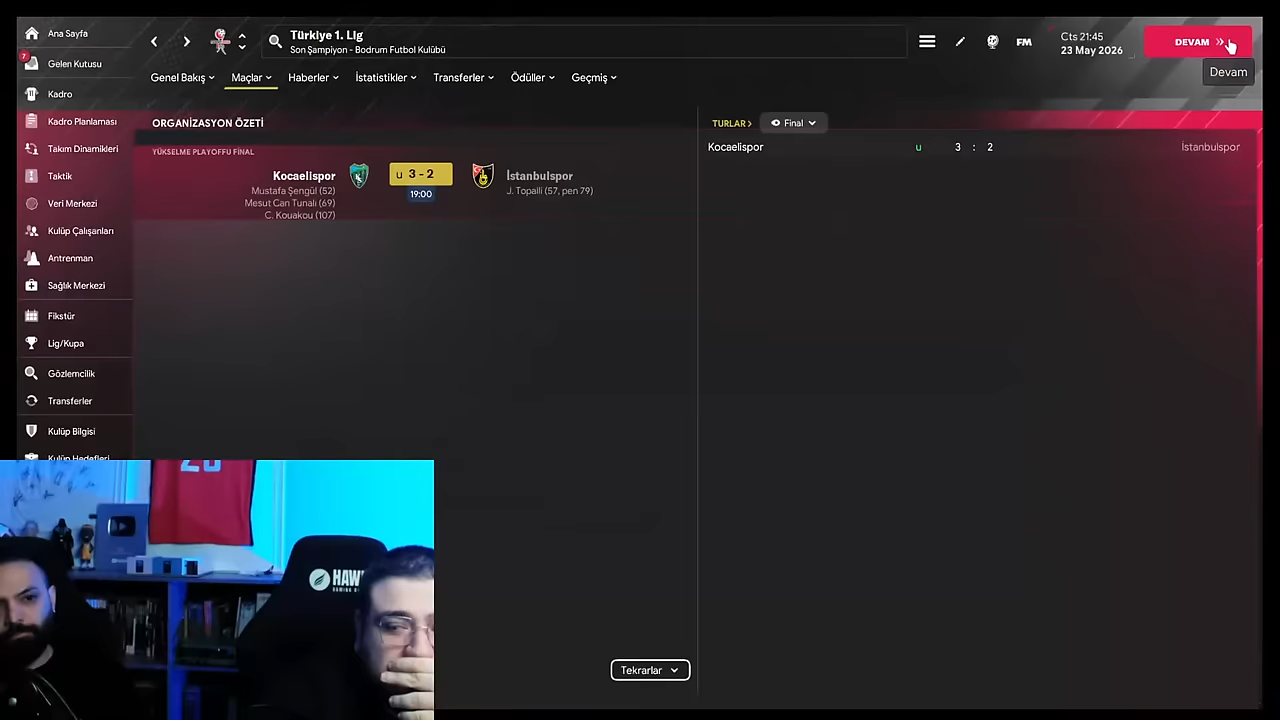 Ana Sayfa
7
Gelen Kutusu
Kadro
Kadro Planlaması
Takım Dinamikleri
Taktik
Veri Merkezi
Kulüp Çalışanları
Antrenman
Sağlık Merkezi
Fikstür
Lig/Kupa
Gözlemcilik
Transferler
Kulüp Bilgisi
Kulüp Hedefleri
Türkiye 1. Lig
Son Şampiyon - Bodrum Futbol Kulübü
FM
Cts 21:45
23 May 2026
DEVAM
Devam
Genel Bakış
Maçlar
Haberler
İstatistikler
Transferler
Ödüller
Geçmiş
ORGANİZASYON ÖZETİ
YÜKSELME PLAYOFFU FİNAL
Kocaelispor
u 3 - 2
İstanbulspor
19:00
Mustafa Şengül (52)
Mesut Can Tunalı (69)
C. Kouakou (107)
J. Topalli (57, pen 79)
TURLAR
Final
Kocaelispor u 3 : 2 İstanbulspor
Tekrarlar
HAW